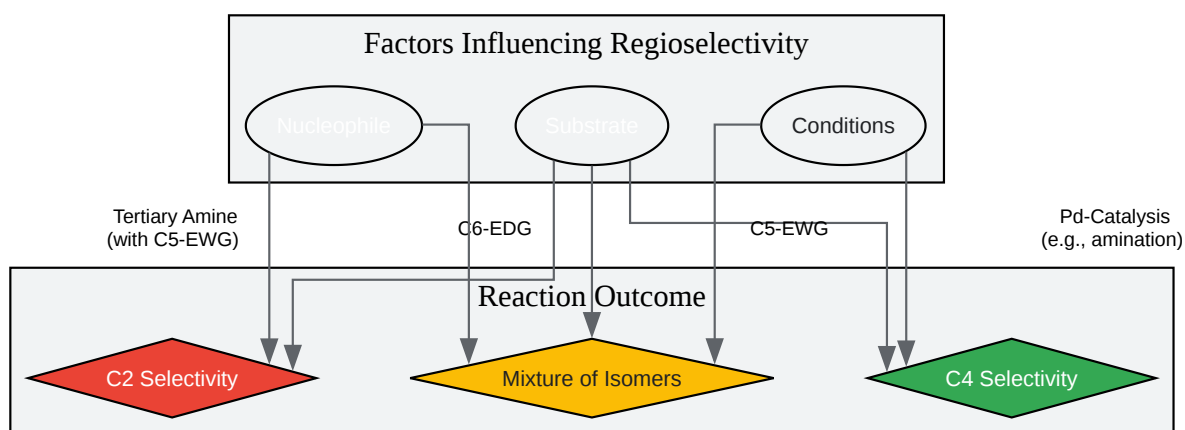 Factors Influencing Regioselectivity
Nucleophile
Substrate
Conditions
Tertiary Amine
(with C5-EWG)
C6-EDG
C5-EWG
Pd-Catalysis
(e.g., amination)
Reaction Outcome
C2 Selectivity
Mixture of Isomers
C4 Selectivity